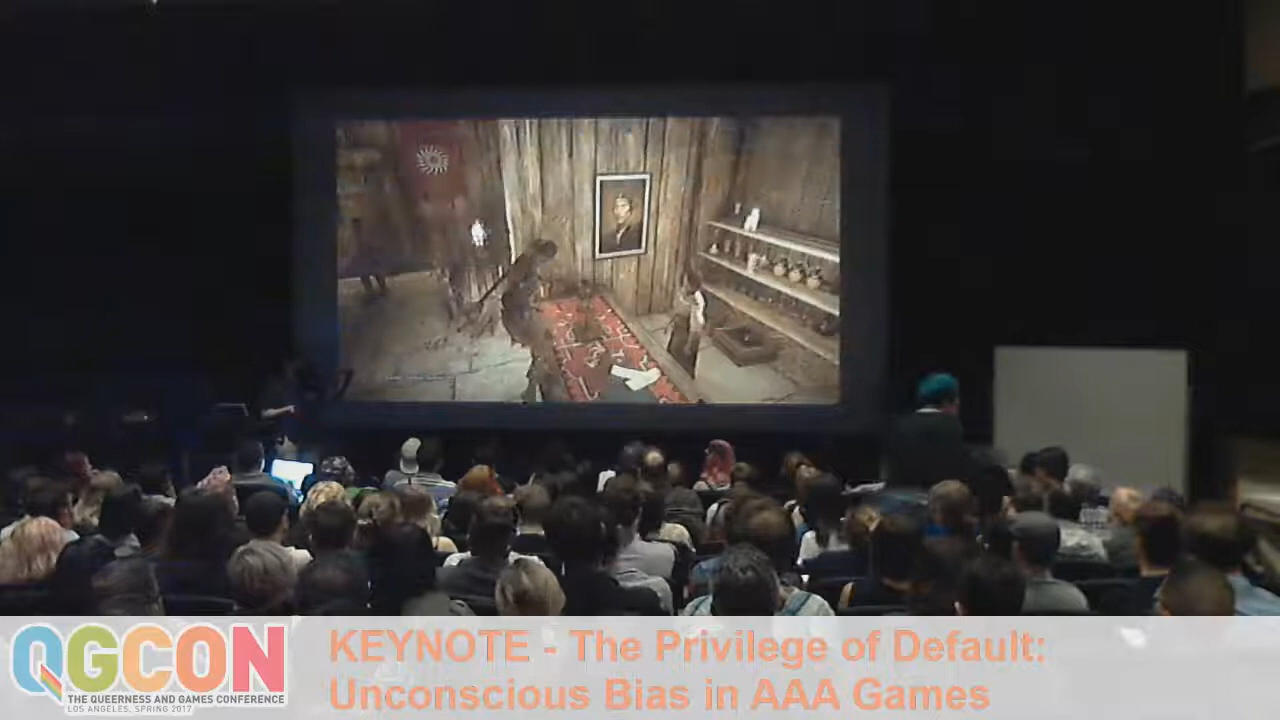 QGCON
THE QUEERNESS AND GAMES CONFERENCE
LOS ANGELES, SPRING 2017
KEYNOTE - The Privilege of Default:
Unconscious Bias in AAA Games